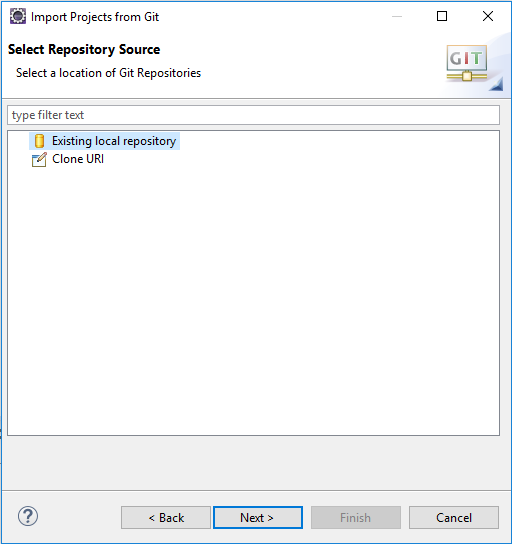 Import Projects from Git
Select Repository Source
Select a location of Git Repositories
GIT
type filter text
Existing local repository
Clone URI
?
< Back
Next >
Finish
Cancel